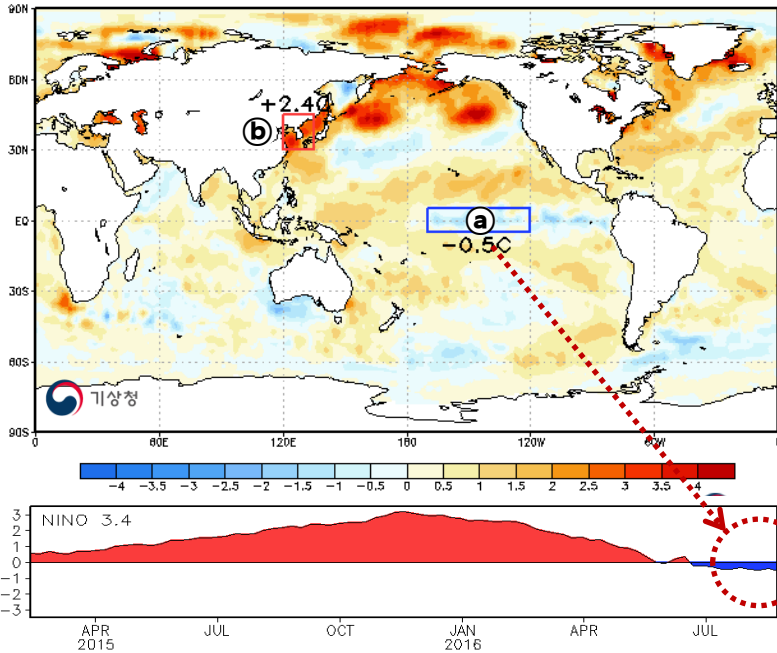 90N
60N
30N
EQ
30S
60S
90S
+2.4C
ⓑ
ⓐ
-0.5C
기상청
0 60E 120E 180 120W 60W 0
-4 -3.5 -3 -2.5 -2 -1.5 -1 -0.5 0 0.5 1 1.5 2 2.5 3 3.5 4
NINO 3.4
3
2
1
0
-1
-2
-3
APR JUL OCT JAN APR JUL
2015 2016